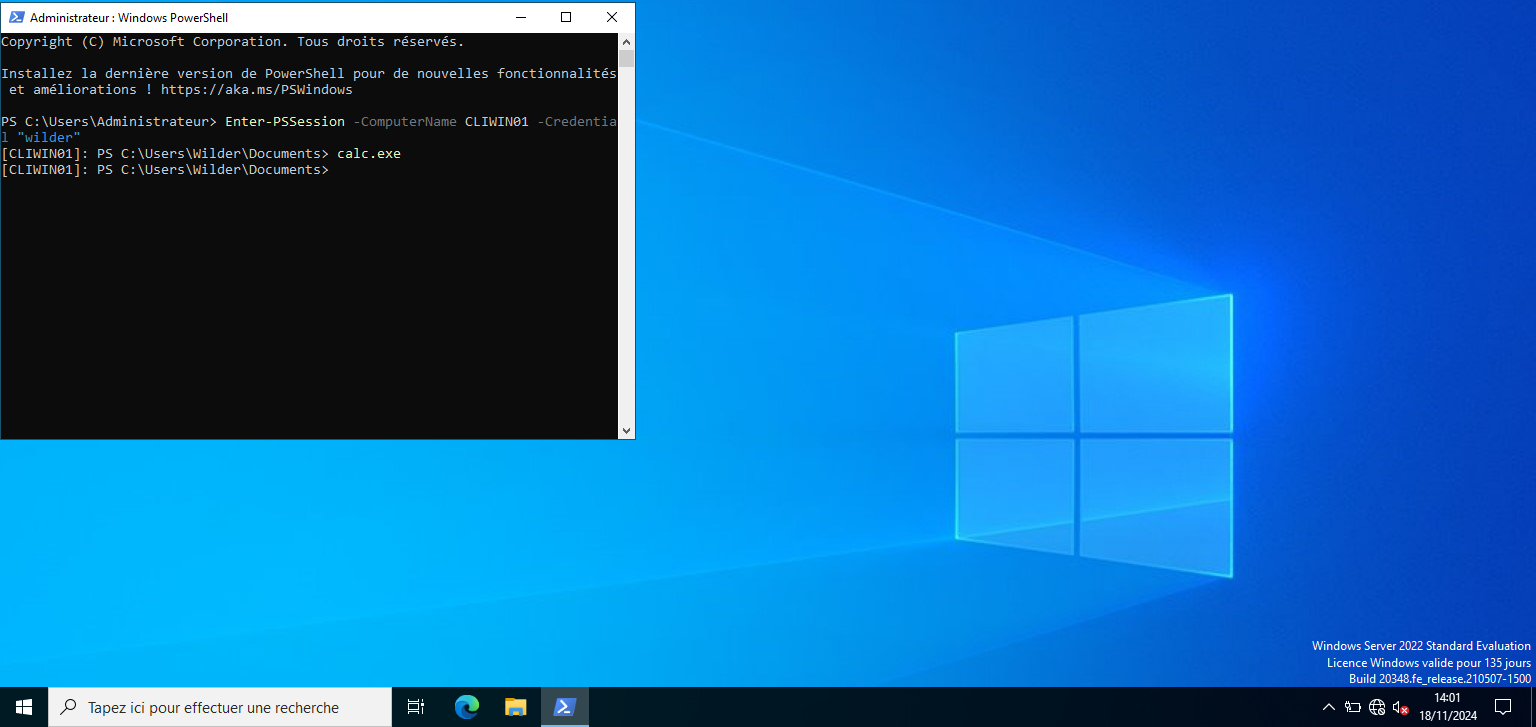 Administrateur : Windows PowerShell
Copyright (C) Microsoft Corporation. Tous droits réservés.
Installez la dernière version de PowerShell pour de nouvelles fonctionnalités
et améliorations ! https://aka.ms/PSWindows
PS C:\Users\Administrateur> Enter-PSSession -ComputerName CLIWIN01 -Credentia
l "wilder"
[CLIWIN01]: PS C:\Users\Wilder\Documents> calc.exe
[CLIWIN01]: PS C:\Users\Wilder\Documents>
Windows Server 2022 Standard Evaluation
Licence Windows valide pour 135 jours
Build 20348.fe_release.210507-1500
Tapez ici pour effectuer une recherche
14:01
18/11/2024